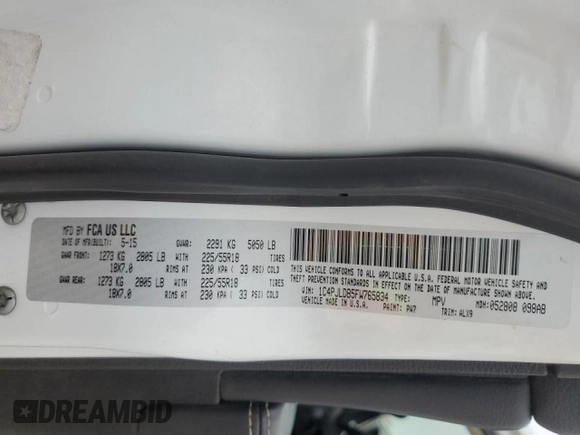 MFD BY FCA US LLC
DATE OF MFR(BUILT): 5-15 GVWR: 2291 KG 5050 LB
GAWR FRONT: 1273 KG 2805 LB WITH 225/55R18 TIRES
18X7.0 RIMS AT 230 KPA ( 33 PSI) COLD
GAWR REAR: 1273 KG 2805 LB WITH 225/55R18 TIRES
18X7.0 RIMS AT 230 KPA ( 33 PSI) COLD
THIS VEHICLE CONFORMS TO ALL APPLICABLE U.S.A. FEDERAL MOTOR VEHICLE SAFETY AND
THEFT PREVENTION STANDARDS IN EFFECT ON THE DATE OF MANUFACTURE SHOWN ABOVE.
VIN: 1C4PJLDB5FW765834 TYPE: MPV MDH: 052808 098AB
VEHICLE MADE IN U.S.A. PAINT: PW7 TRIM: ALX9
DREAMBID